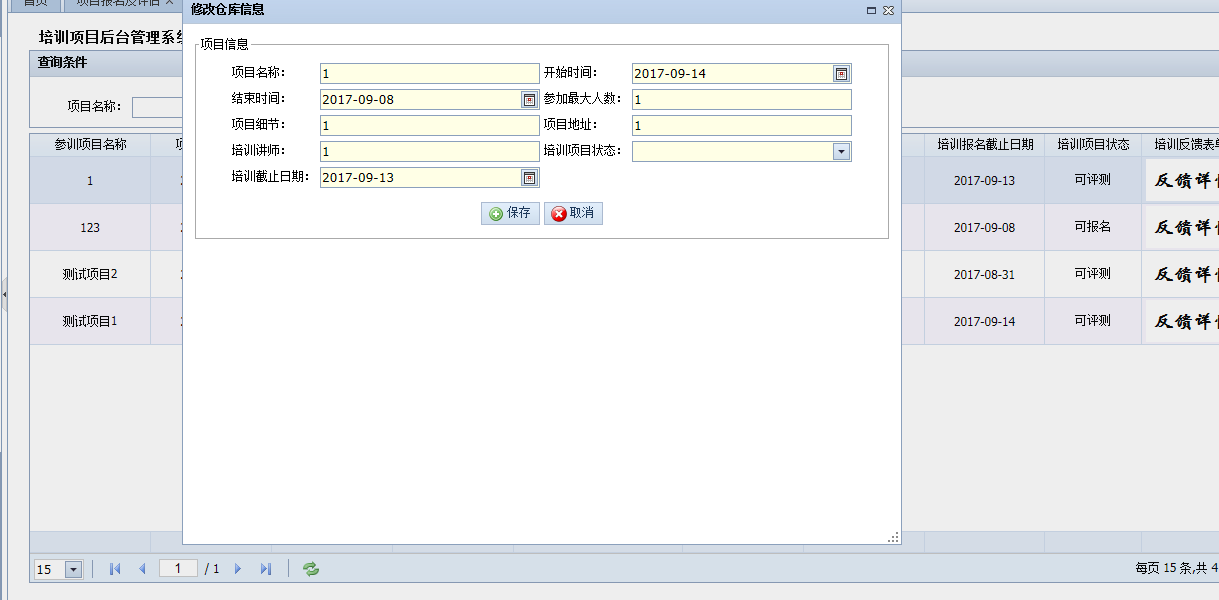 首页 项目报名及评估
修改仓库信息
培训项目后台管理系统
查询条件
项目名称：
项目信息
项目名称： 1 开始时间： 2017-09-14
结束时间： 2017-09-08 参加最大人数： 1
项目细节： 1 项目地址： 1
培训讲师： 1 培训项目状态：
培训截止日期： 2017-09-13
保存 取消
参训项目名称 培训报名截止日期 培训项目状态 培训反馈表单
1 2017-09-13 可评测 反馈详情
123 2017-09-08 可报名 反馈详情
测试项目2 2017-08-31 可评测 反馈详情
测试项目1 2017-09-14 可评测 反馈详情
15 1 / 1 每页 15 条,共 4